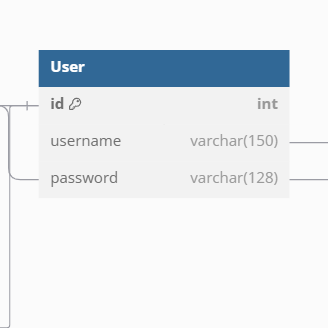 User
id int
username varchar(150)
password varchar(128)